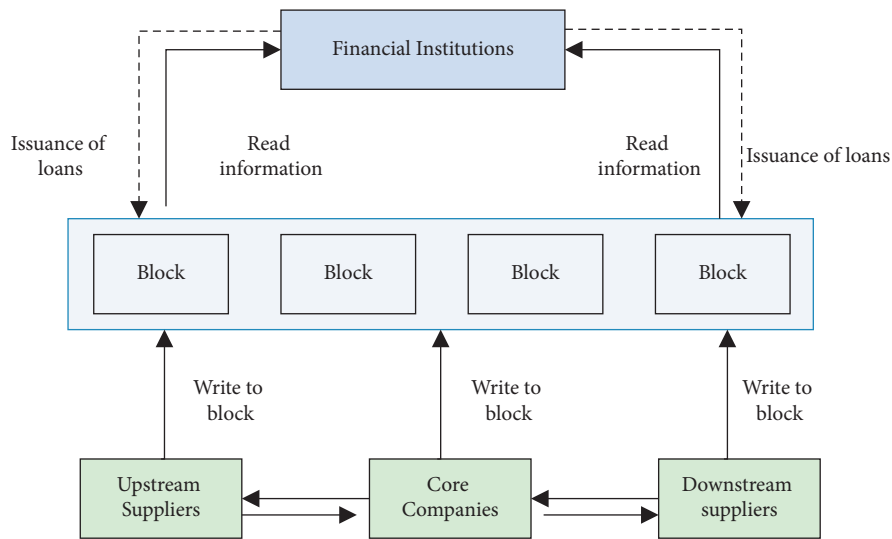 Financial Institutions
Issuance of
loans
Read
information
Read
information
Issuance of loans
Block
Block
Block
Block
Write to
block
Write to
block
Write to
block
Upstream
Suppliers
Core
Companies
Downstream
suppliers